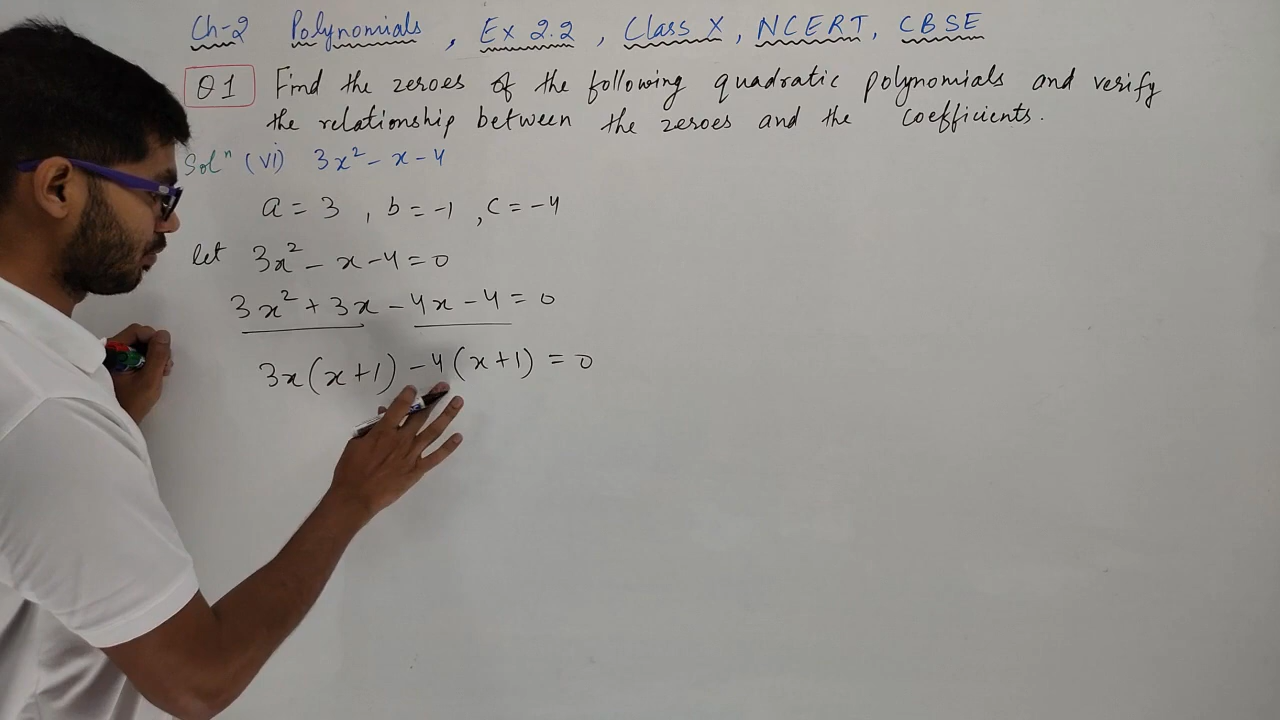 Ch-2 Polynomials, Ex 2.2, Class X, NCERT, CBSE
Q1 Find the zeroes of the following quadratic polynomials and verify
the relationship between the zeroes and the coefficients.
Solⁿ (vi) 3x² - x - 4
a = 3, b = -1, c = -4
let 3x² - x - 4 = 0
3x² + 3x - 4x - 4 = 0
3x(x+1) - 4(x+1) = 0